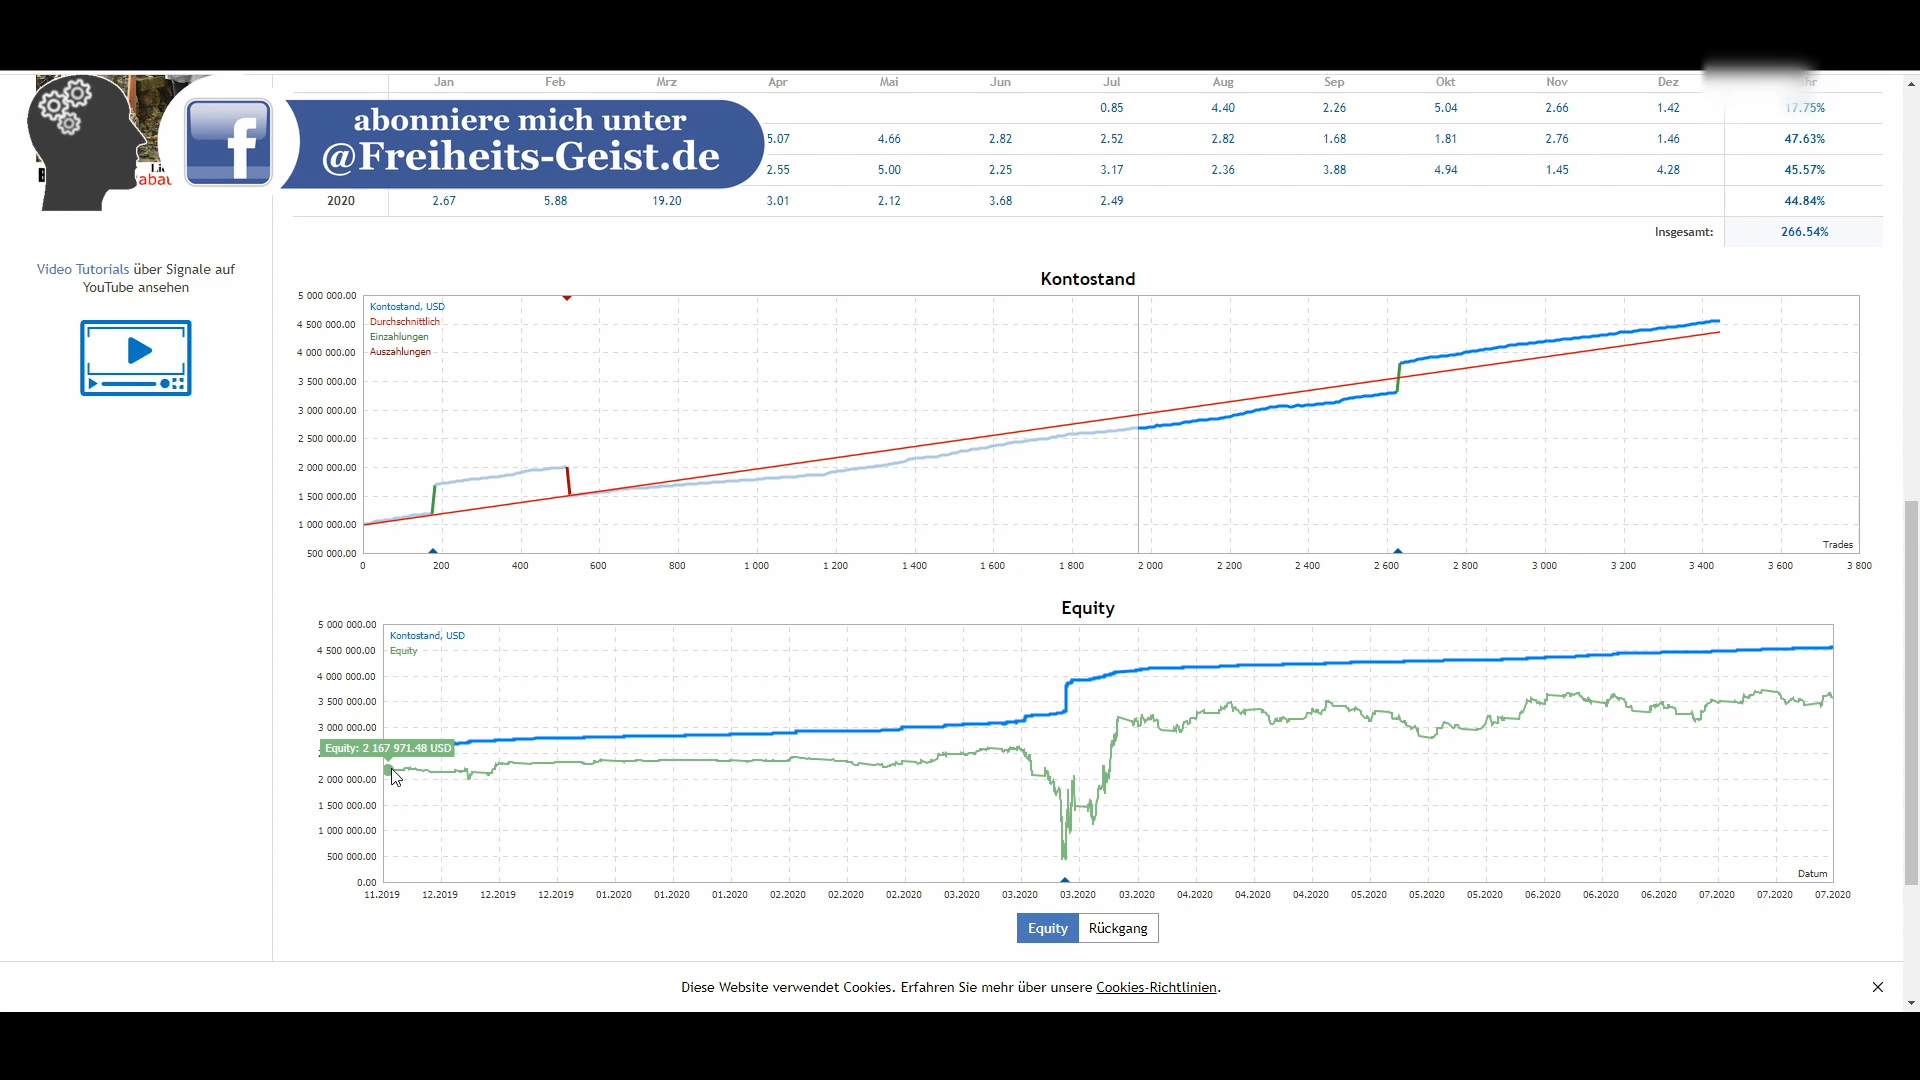 Jan Feb Mrz Apr Mai Jun Jul Aug Sep Okt Nov Dez
0.85 4.40 2.26 5.04 2.66 1.42 17.75%
abonniere mich unter
@Freiheits-Geist.de
5.07 4.66 2.82 2.52 2.82 1.68 1.81 2.76 1.46 47.63%
2.55 5.00 2.25 3.17 2.36 3.88 4.94 1.45 4.28 45.57%
2020 2.67 5.88 19.20 3.01 2.12 3.68 2.49 44.84%
Insgesamt: 266.54%
Video Tutorials über Signale auf
YouTube ansehen
Kontostand
Kontostand, USD
Durchschnittlich
Einzahlungen
Auszahlungen
5 000 000.00
4 500 000.00
4 000 000.00
3 500 000.00
3 000 000.00
2 500 000.00
2 000 000.00
1 500 000.00
1 000 000.00
500 000.00
Trades
0 200 400 600 800 1 000 1 200 1 400 1 600 1 800 2 000 2 200 2 400 2 600 2 800 3 000 3 200 3 400 3 600 3 800
Equity
Kontostand, USD
Equity
5 000 000.00
4 500 000.00
4 000 000.00
3 500 000.00
3 000 000.00
Equity: 2 167 971.48 USD
2 000 000.00
1 500 000.00
1 000 000.00
500 000.00
0.00
Datum
11.2019 12.2019 12.2019 12.2019 01.2020 01.2020 01.2020 02.2020 02.2020 02.2020 03.2020 03.2020 03.2020 03.2020 04.2020 04.2020 04.2020 05.2020 05.2020 05.2020 06.2020 06.2020 06.2020 07.2020 07.2020 07.2020
Equity Rückgang
Diese Website verwendet Cookies. Erfahren Sie mehr über unsere Cookies-Richtlinien.